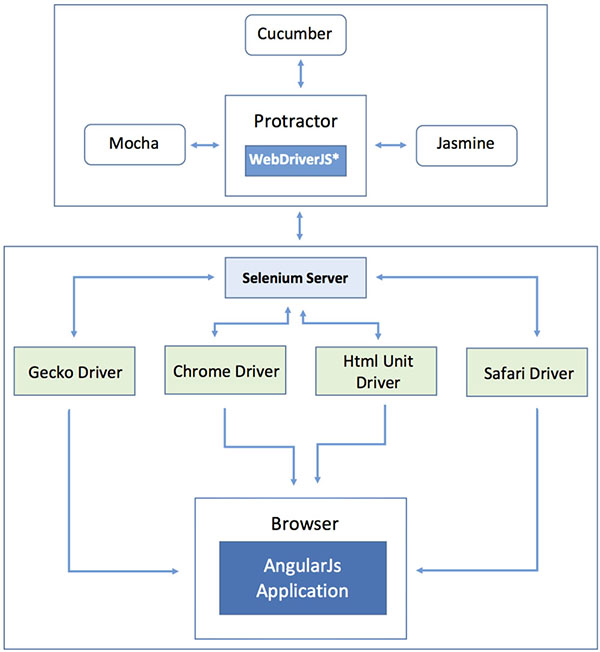 Cucumber
Protractor
Mocha
WebDriverJS*
Jasmine
Selenium Server
Gecko Driver
Chrome Driver
Html Unit
Driver
Safari Driver
Browser
AngularJs
Application